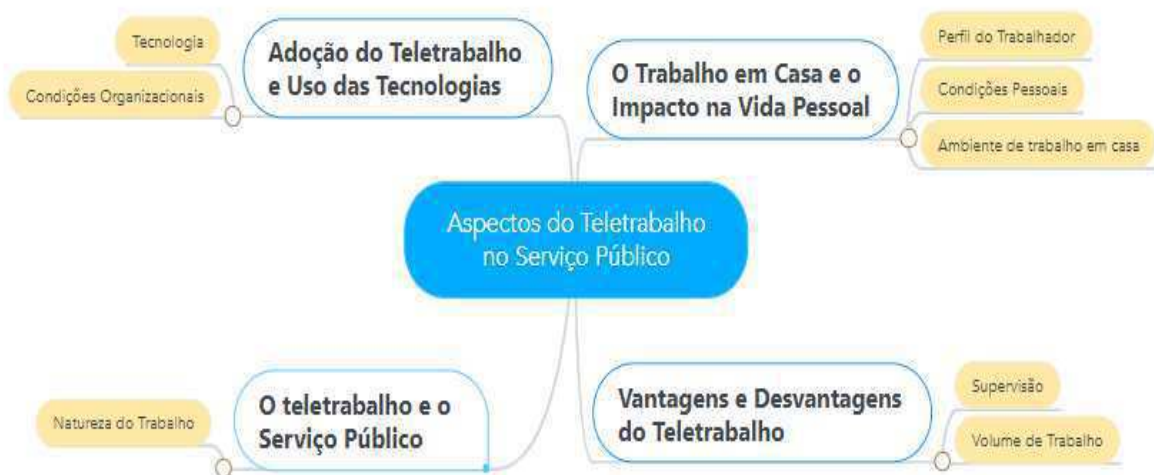 Tecnologia
Condições Organizacionais
Adoção do Teletrabalho
e Uso das Tecnologias
O Trabalho em Casa e o
Impacto na Vida Pessoal
Perfil do Trabalhador
Condições Pessoais
Ambiente de trabalho em casa
Aspectos do Teletrabalho
no Serviço Público
Natureza do Trabalho
O teletrabalho e o
Serviço Público
Vantagens e Desvantagens
do Teletrabalho
Supervisão
Volume de Trabalho